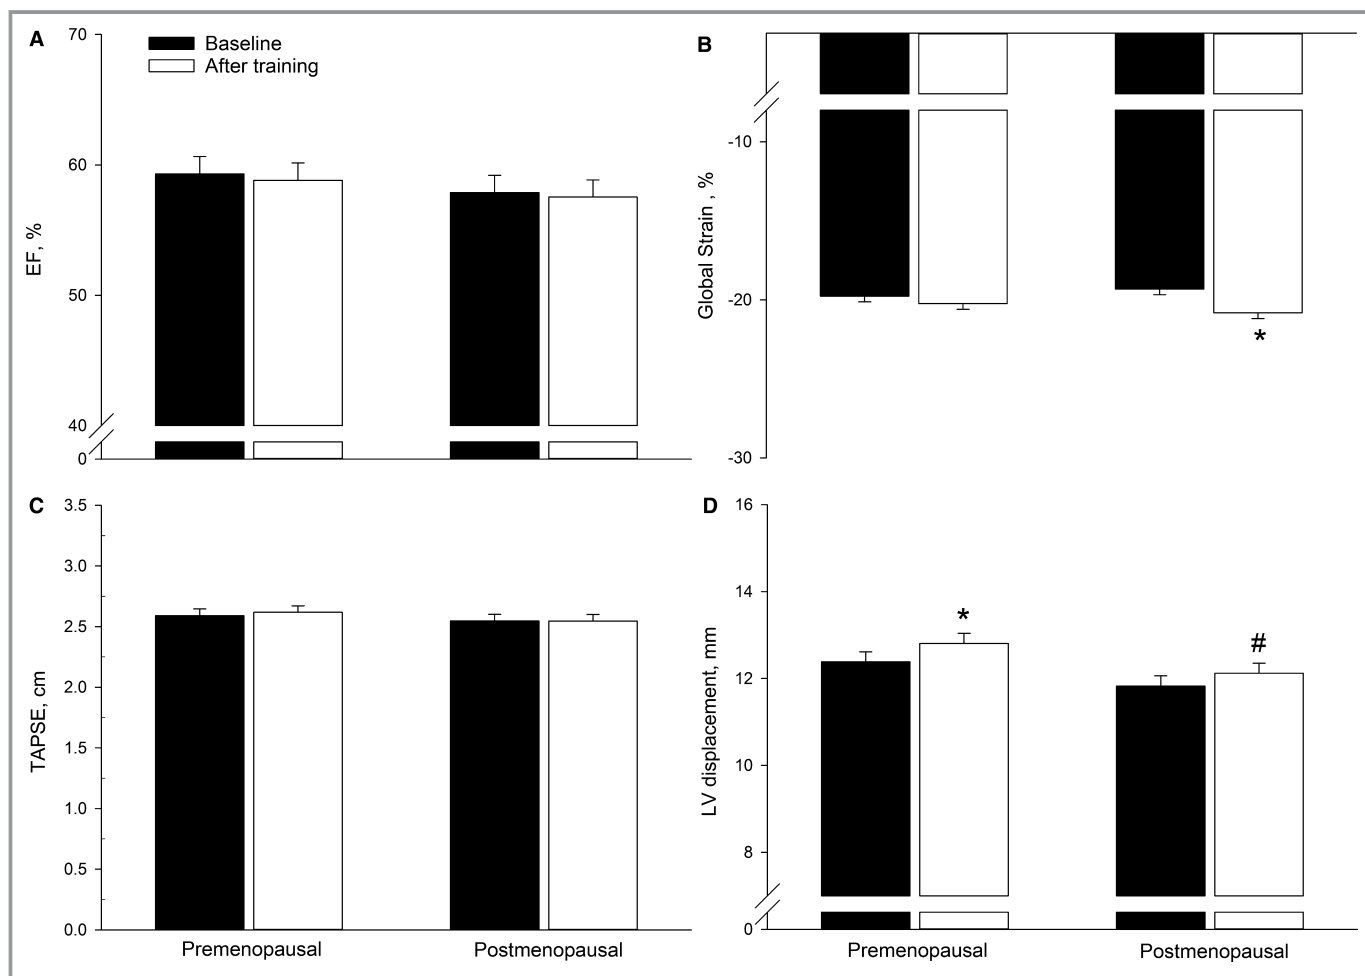 A
70
60
50
40
0
EF, %
Baseline
After training
B
-10
-20
-30
Global Strain , %
*
C
3.5
3.0
2.5
2.0
1.5
1.0
0.5
0.0
TAPSE, cm
Premenopausal
Postmenopausal
D
16
14
12
10
8
0
LV displacement, mm
*
#
Premenopausal
Postmenopausal